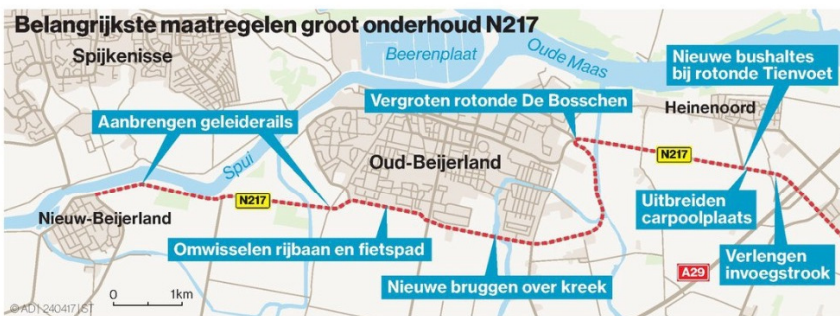 Belangrijkste maatregelen groot onderhoud N217
Spijkenisse
Beerenplaat
Oude Maas
Nieuwe bushaltes
bij rotonde Tienvoet
Vergroten rotonde De Bosschen
Heinenoord
Aanbrengen geleiderails
Spui
Oud-Beijerland
N217
N217
Nieuw-Beijerland
Uitbreiden
carpoolplaats
Omwisselen rijbaan en fietspad
Verlengen
invoegstrook
Nieuwe bruggen over kreek
A29
0 1km
© AD | 240417 | ST